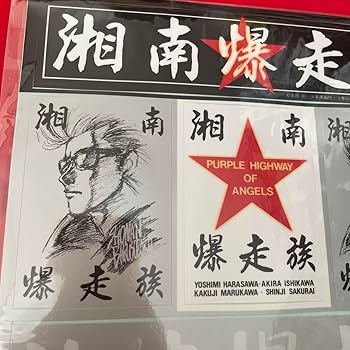 湘南爆走
湘南
爆走族
湘南
PURPLE HIGHWAY
OF
ANGELS
爆走族
YOSHIMI HARASAWA・AKIRA ISHIKAWA
KAKUJI MARUKAWA・SHINJI SAKURAI